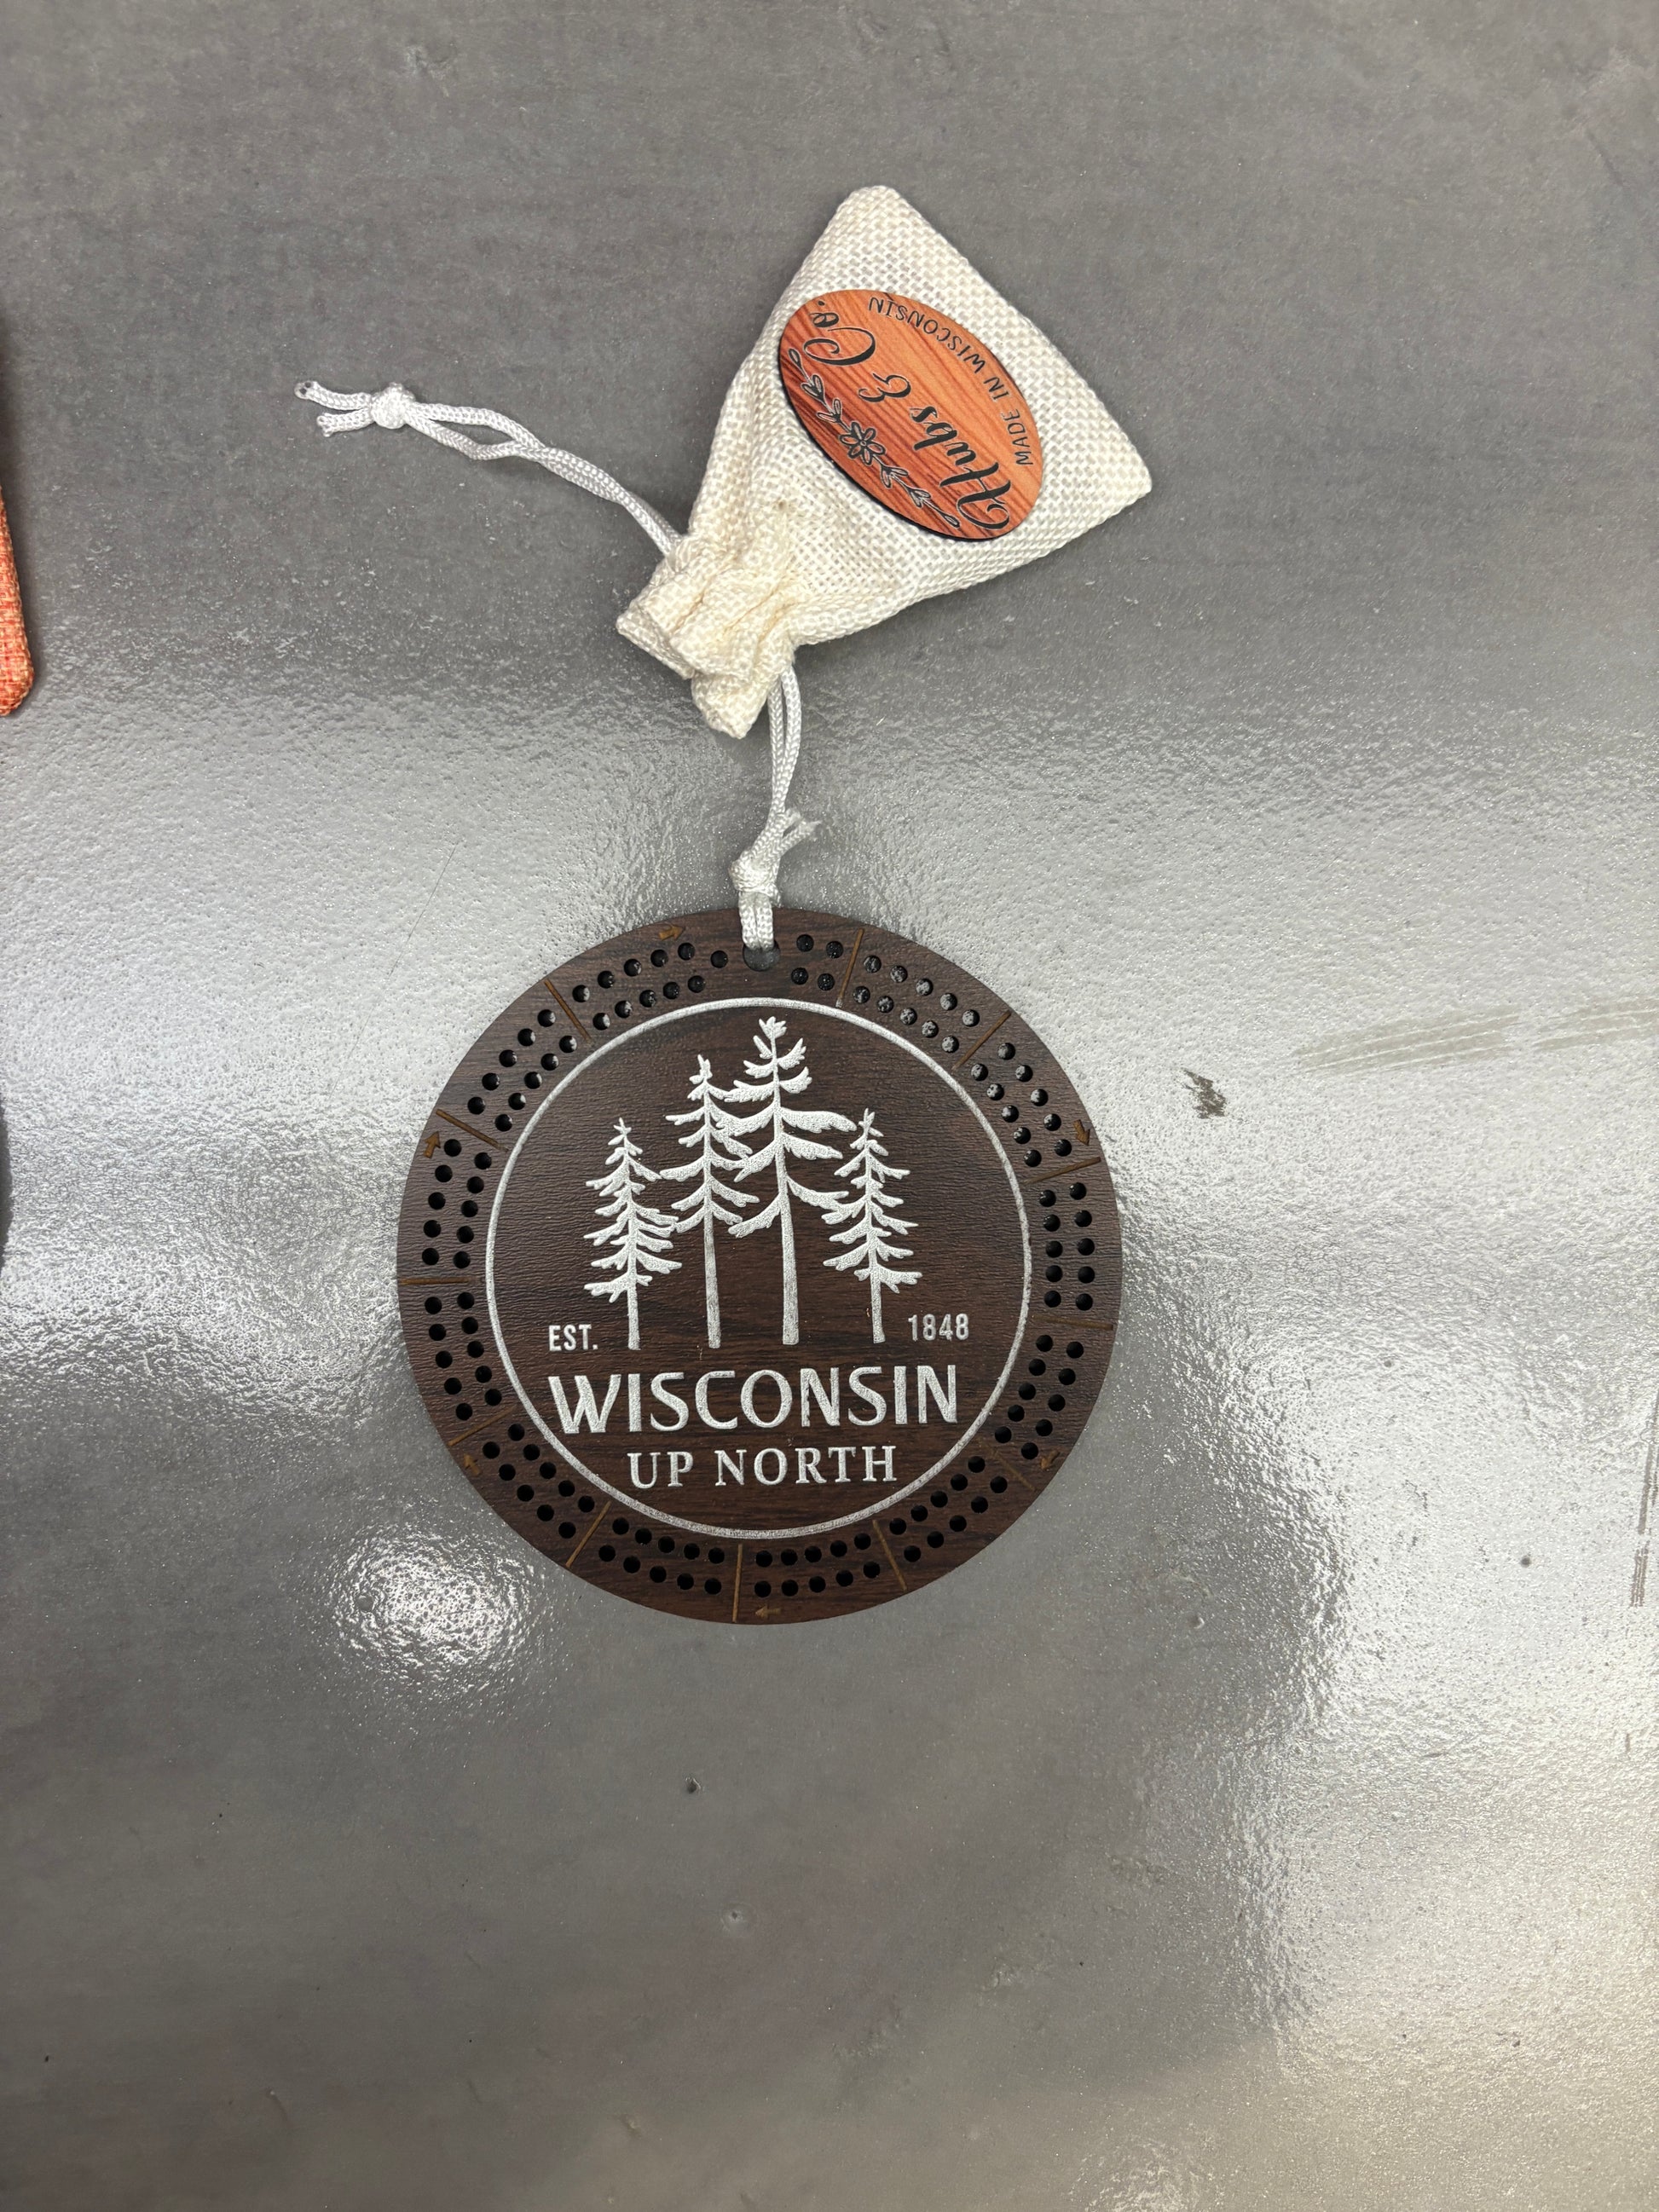 Hubs & Co.
MADE IN WISCONSIN
EST. 1848
WISCONSIN
UP NORTH